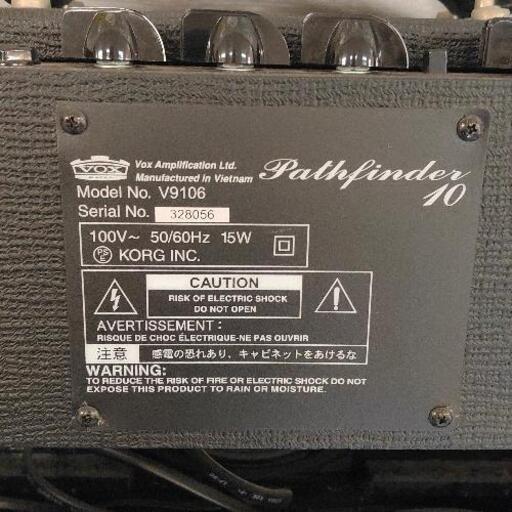 VOX
Vox Amplification Ltd.
Manufactured in Vietnam
Pathfinder
10
Model No. V9106
Serial No. 328056
100V~ 50/60Hz 15W
PSE KORG INC.
CAUTION
RISK OF ELECTRIC SHOCK
DO NOT OPEN
AVERTISSEMENT :
RISQUE DE CHOC ÉLECTRIQUE-NE PAS OUVRIR
注意 感電の恐れあり、キャビネットをあけるな
WARNING:
TO REDUCE THE RISK OF FIRE OR ELECTRIC SHOCK DO NOT
EXPOSE THIS PRODUCT TO RAIN OR MOISTURE.